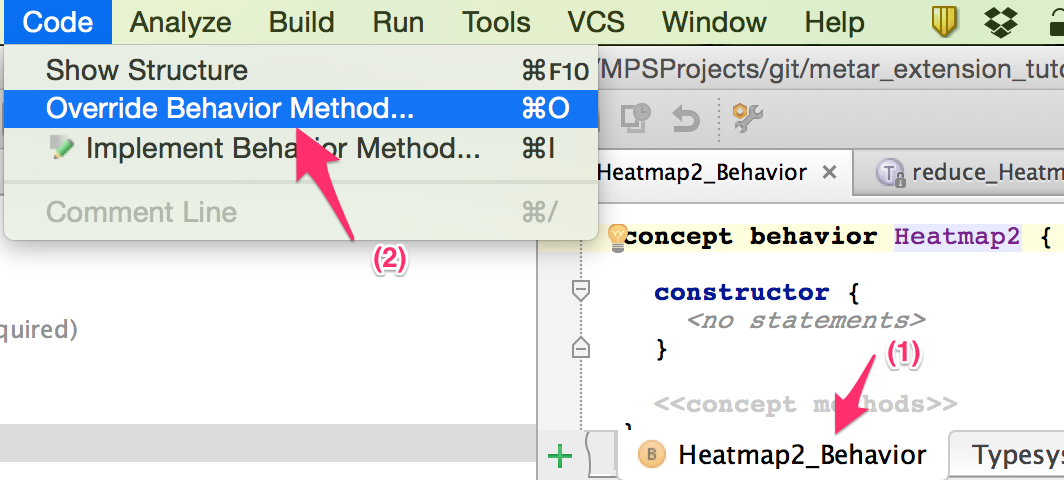 Code Analyze Build Run Tools VCS Window Help
Show Structure ⌘F10
/MPSProjects/git/metar_extension_tuto
Override Behavior Method... ⌘O
Implement Behavior Method... ⌘I
Heatmap2_Behavior × T reduce_Heatm
Comment Line ⌘/
concept behavior Heatmap2 {
(2)
constructor {
<no statements>
quired)
}
(1)
<<concept methods>>
}
+ B Heatmap2_Behavior Typesys